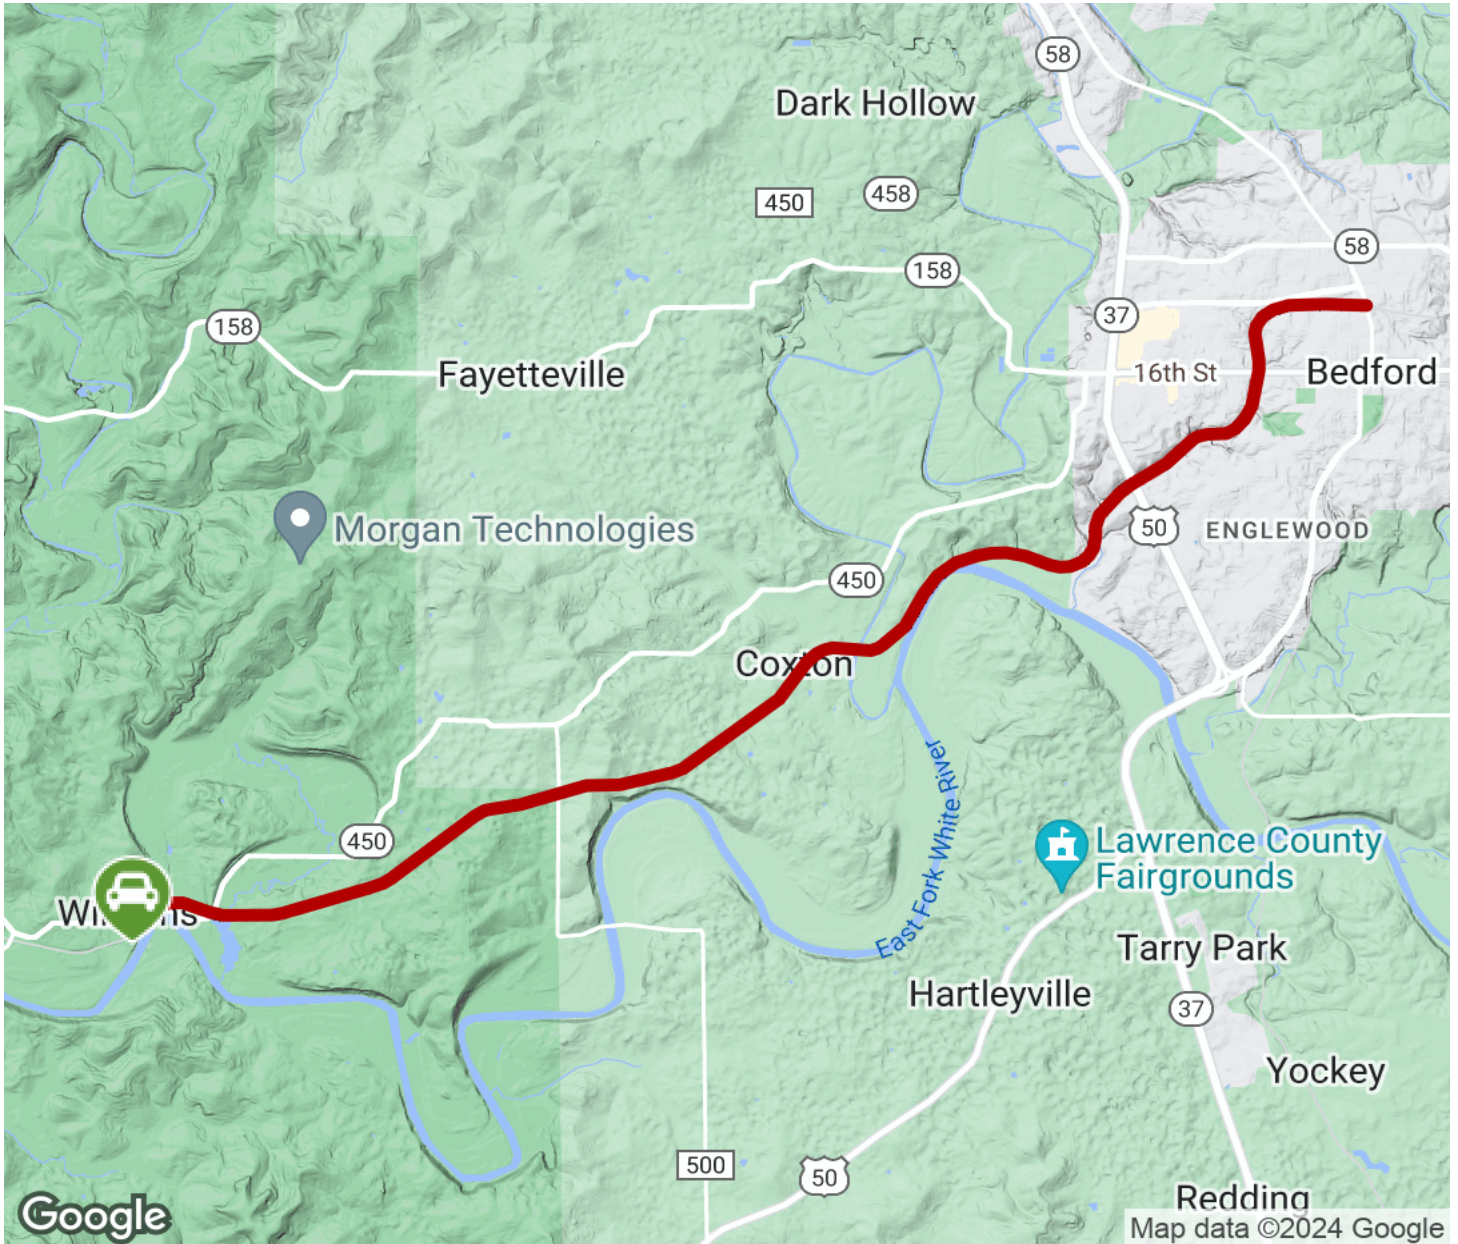 58
Dark Hollow
450
458
58
158
37
158
Fayetteville
16th St
Bedford
Morgan Technologies
50
ENGLEWOOD
450
Coxton
East Fork White River
450
Lawrence County
Fairgrounds
Tarry Park
Hartleyville
37
Yockey
500
50
Redding
Google
Map data ©2024 Google